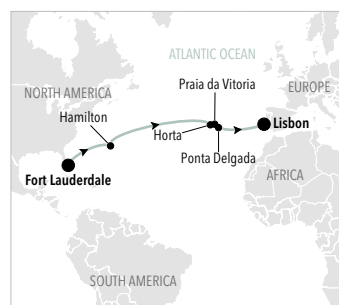 ATLANTIC OCEAN
NORTH AMERICA
EUROPE
Praia da Vitoria
Hamilton
Horta
Lisbon
Ponta Delgada
Fort Lauderdale
AFRICA
SOUTH AMERICA